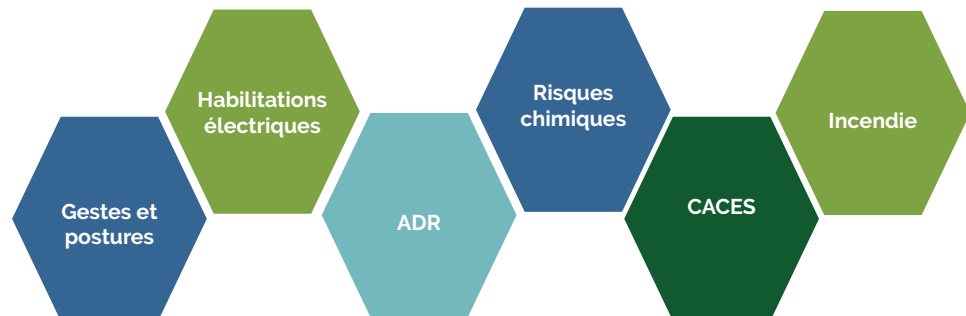 Gestes et
postures
Habilitations
électriques
ADR
Risques
chimiques
CACES
Incendie